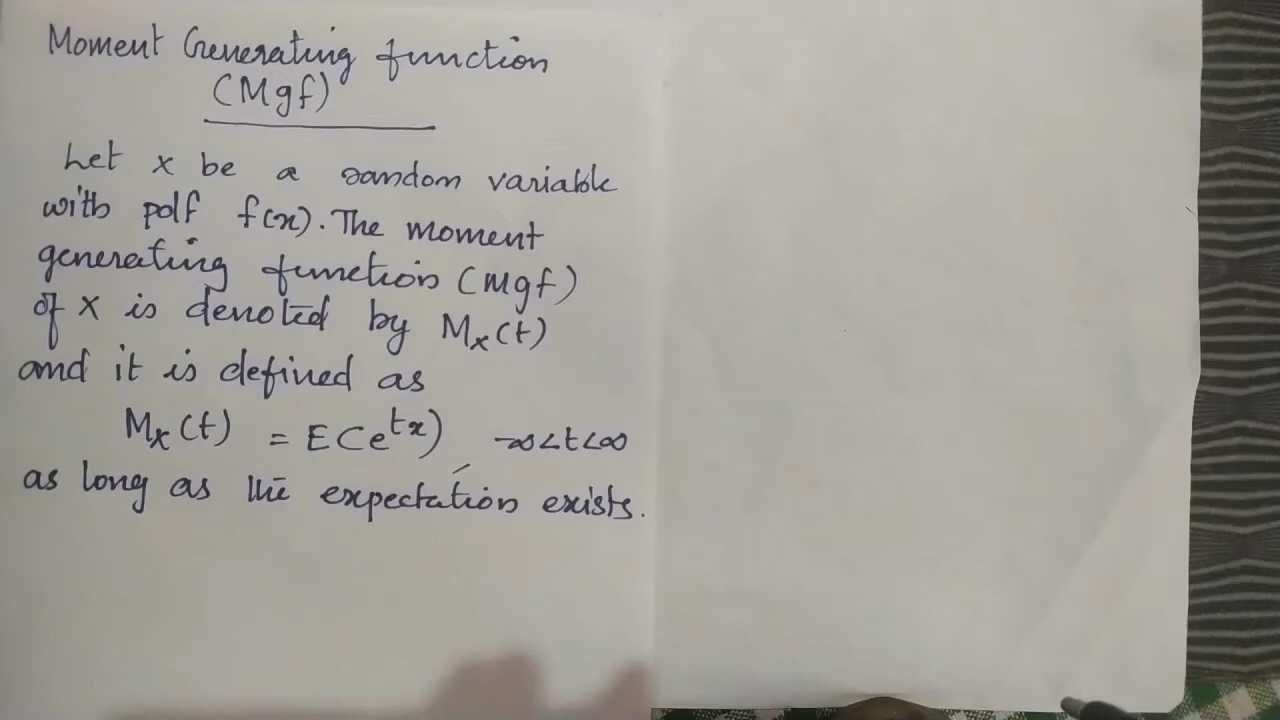 Moment Generating function
(Mgf)
Let x be a random variable
with pdf f(x). The moment
generating function (mgf)
of X is denoted by Mx(t)
and it is defined as
Mx(t) = E(e^tx) -∞<t<∞
as long as the expectation exists.